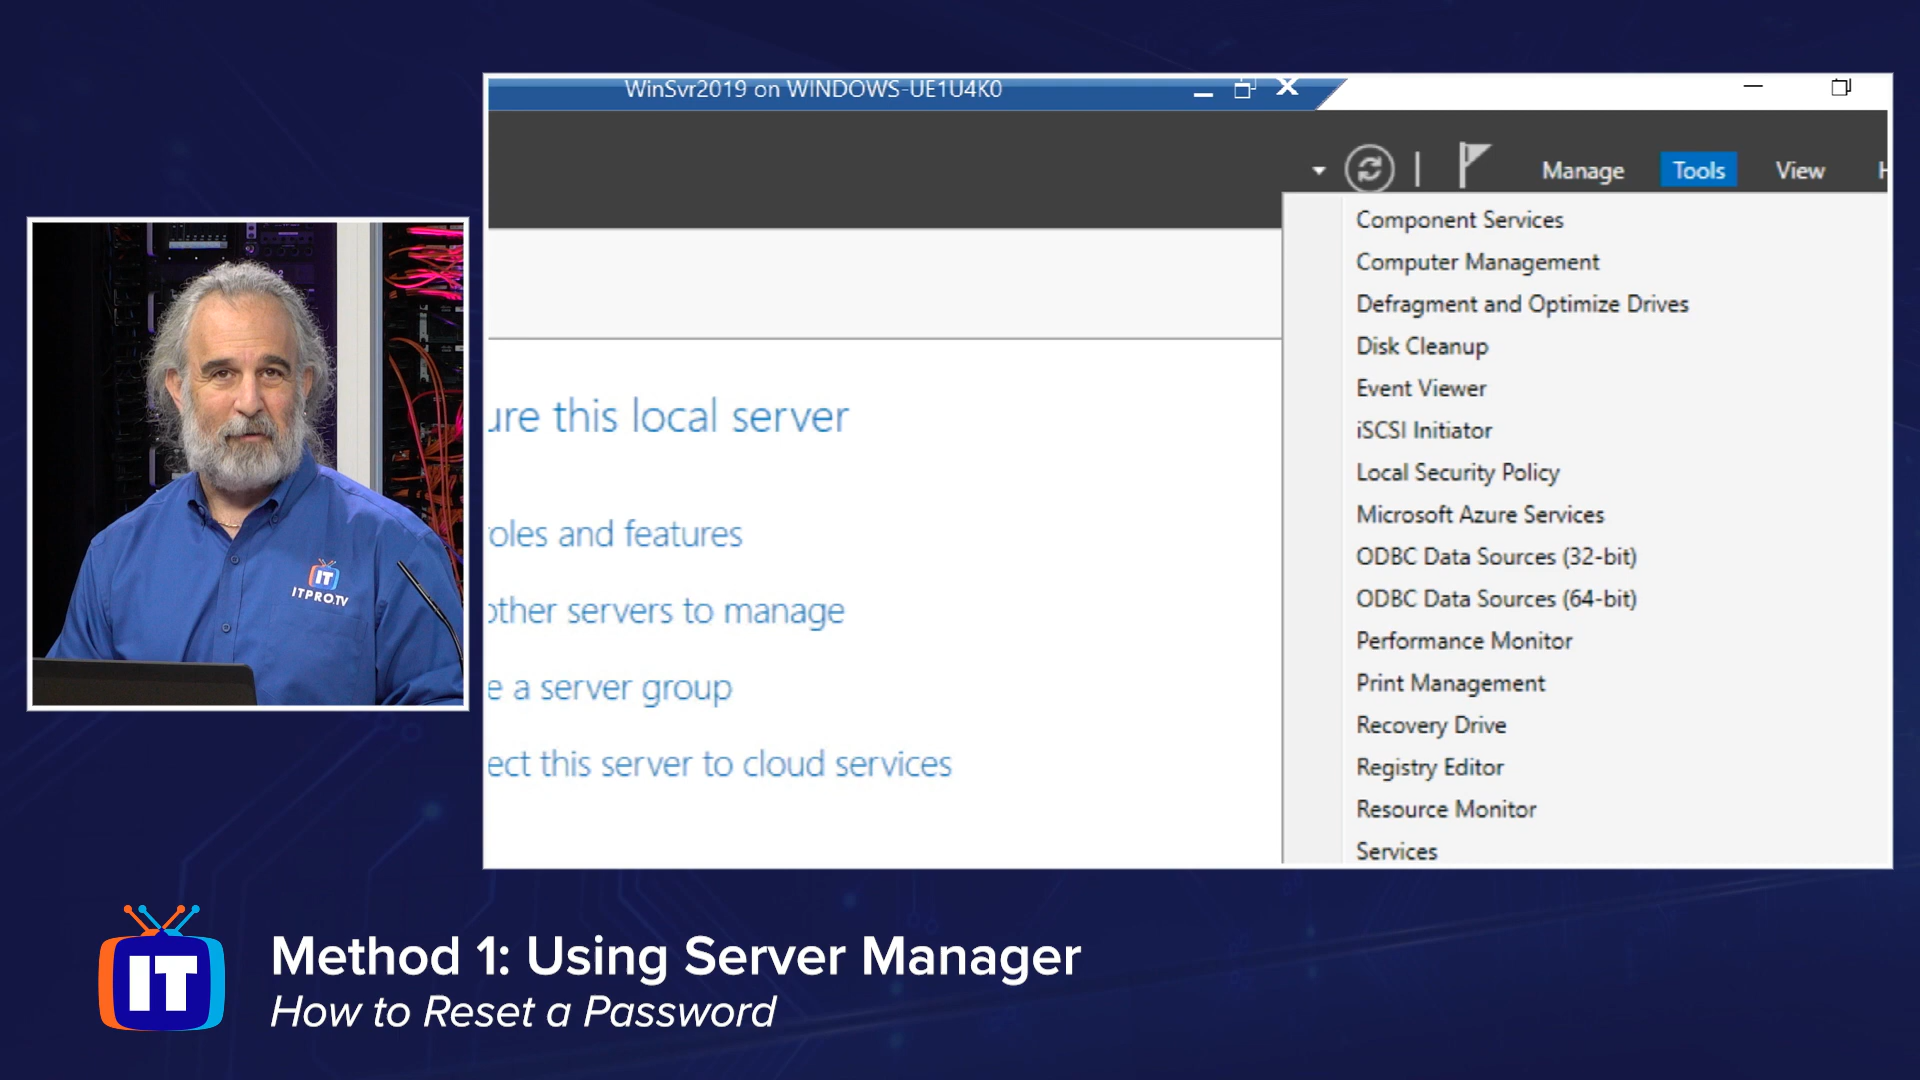 WinSvr2019 on WINDOWS-UE1U4K0
Manage
Tools
View
H
Component Services
Computer Management
Defragment and Optimize Drives
Disk Cleanup
Event Viewer
iSCSI Initiator
Local Security Policy
Microsoft Azure Services
ODBC Data Sources (32-bit)
ODBC Data Sources (64-bit)
Performance Monitor
Print Management
Recovery Drive
Registry Editor
Resource Monitor
Services
ure this local server
roles and features
other servers to manage
e a server group
ect this server to cloud services
IT
ITPRO.TV
IT
Method 1: Using Server Manager
How to Reset a Password